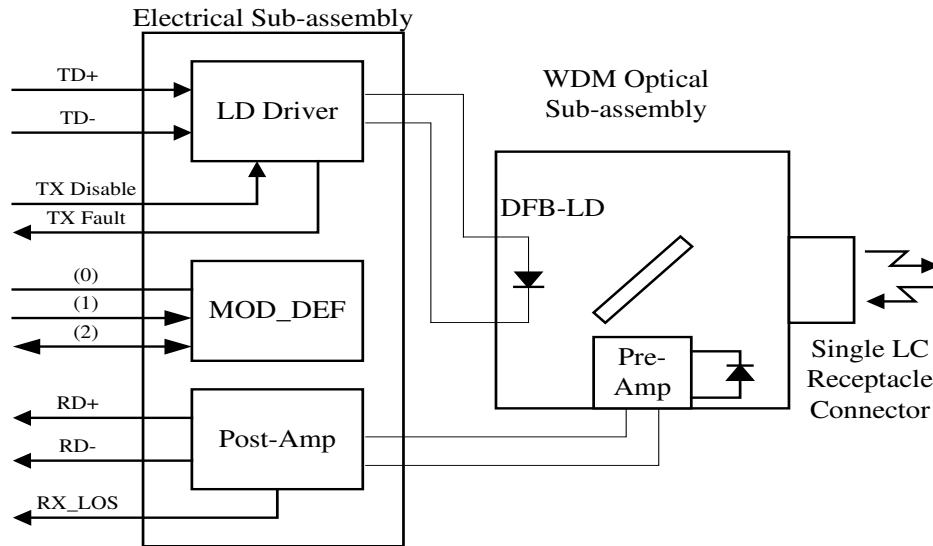 Electrical Sub-assembly
TD+
TD-
LD Driver
TX Disable
TX Fault
(0)
(1)
(2)
MOD_DEF
RD+
RD-
Post-Amp
RX_LOS
WDM Optical
Sub-assembly
DFB-LD
Pre-
Amp
Single LC
Receptacle
Connector